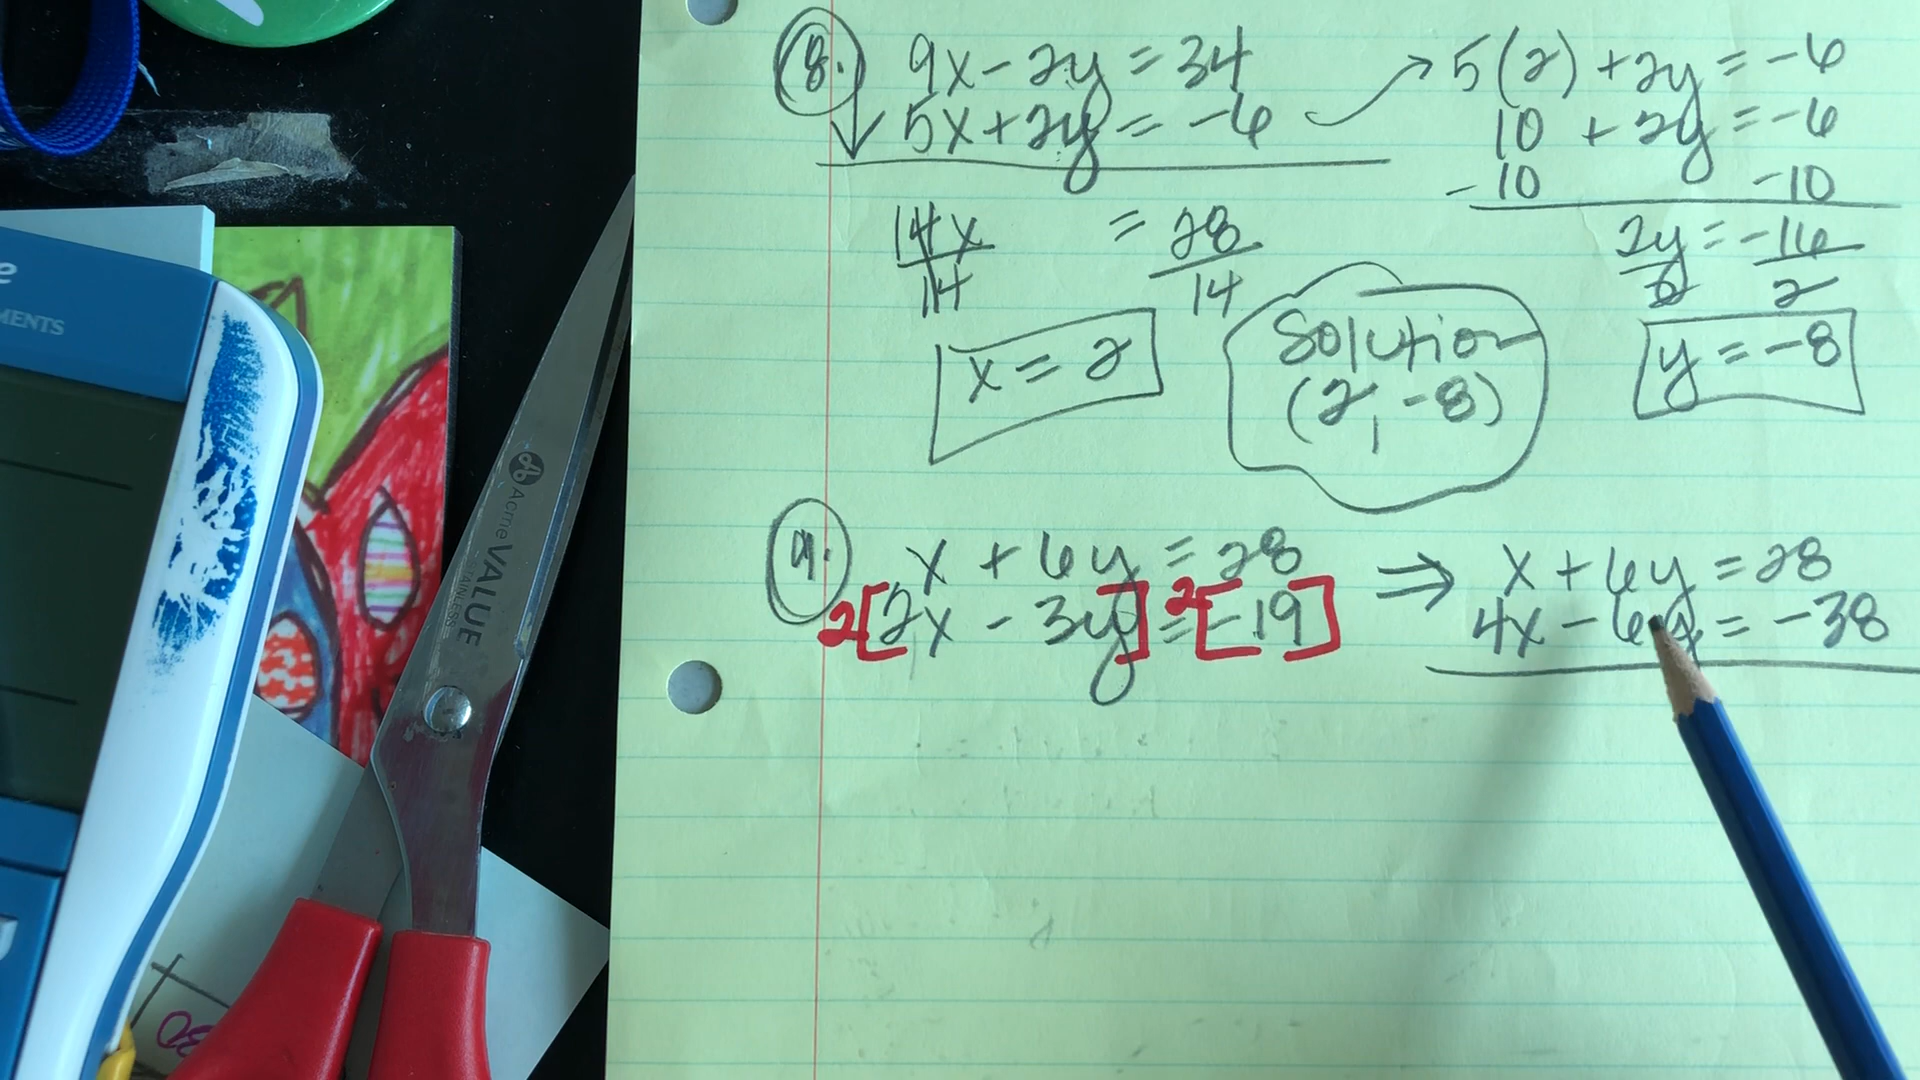 8.
9x - 2y = 34
5x + 2y = -6
14x = 28
14 14
x = 2
5(2) + 2y = -6
10 + 2y = -6
-10 -10
2y = -16
2 2
y = -8
Solution
(2, -8)
9.
x + 6y = 28
2[2x - 3y] = 2[-19]
⇒ x + 6y = 28
4x - 6y = -38
Acme VALUE
STAINLESS
MENTS
e